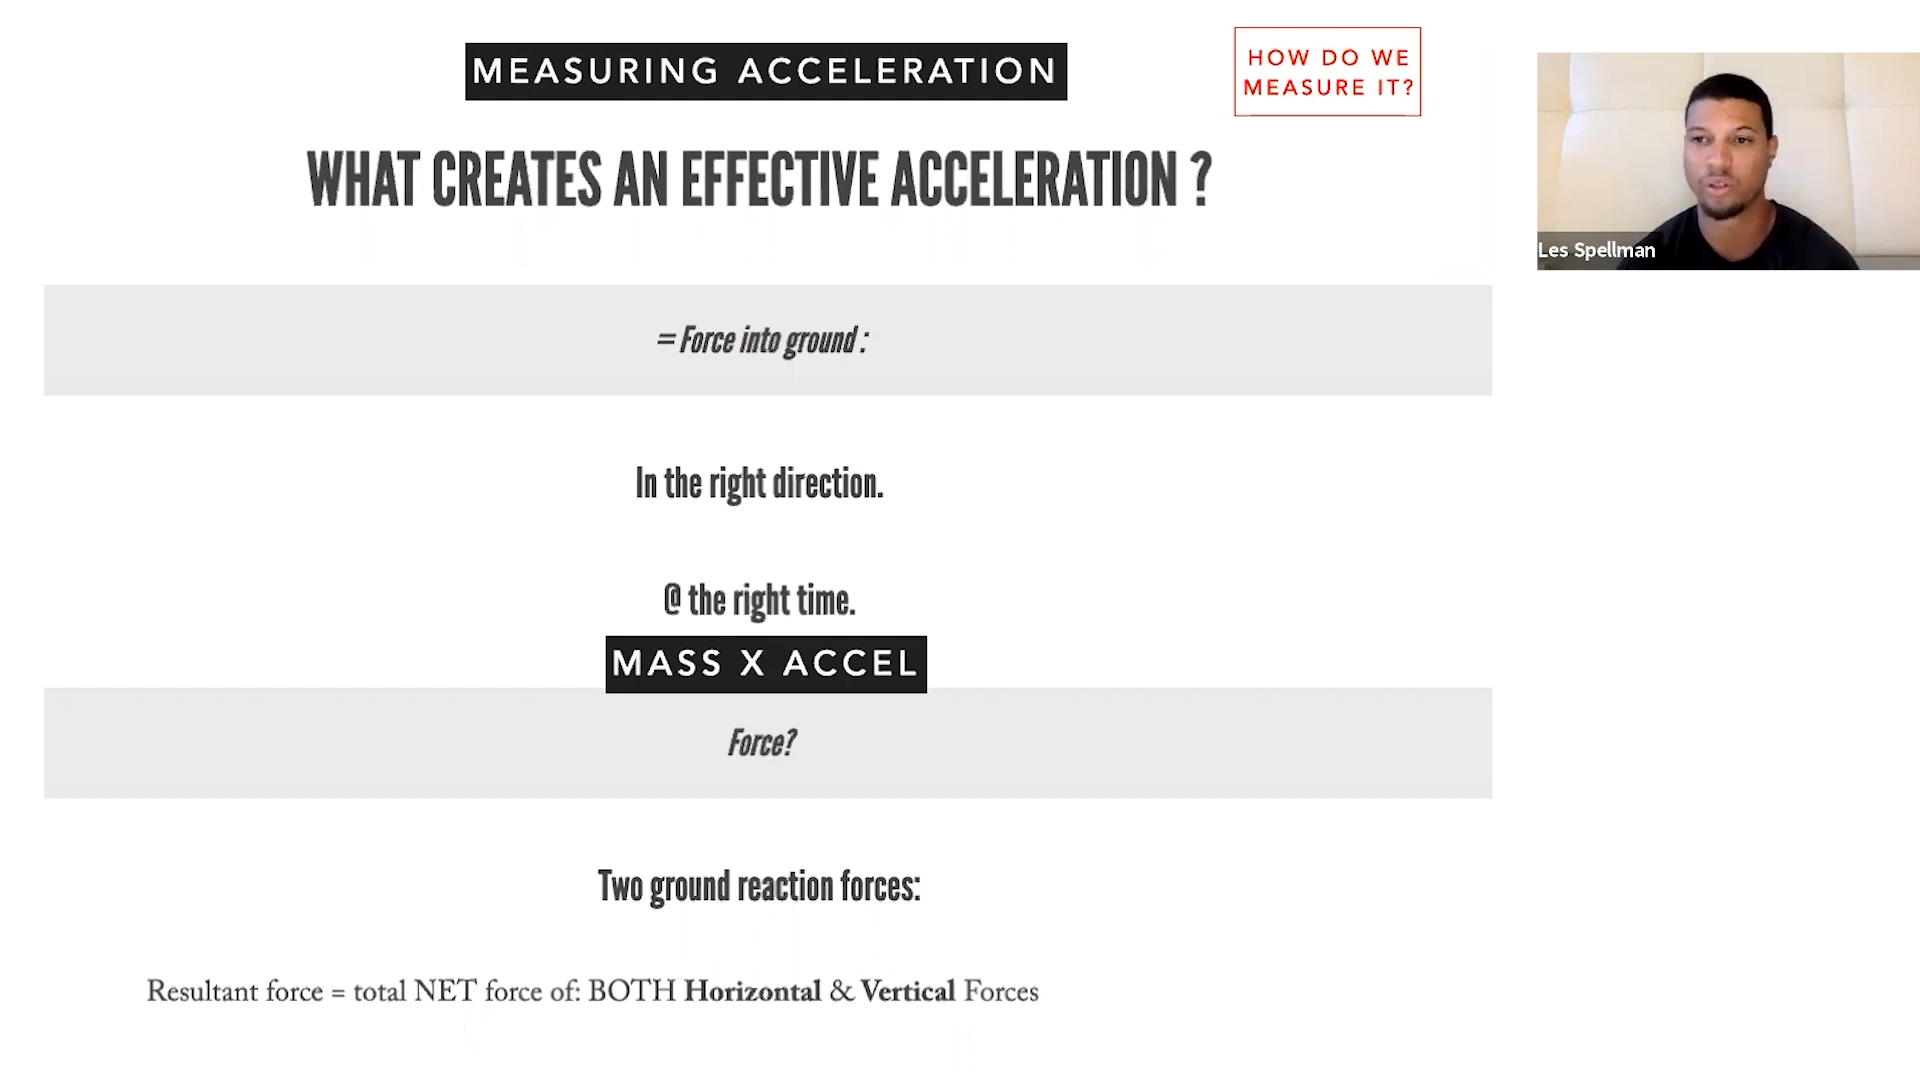 MEASURING ACCELERATION
HOW DO WE
MEASURE IT?
WHAT CREATES AN EFFECTIVE ACCELERATION ?
Les Spellman
= Force into ground :
In the right direction.
@ the right time.
MASS X ACCEL
Force?
Two ground reaction forces:
Resultant force = total NET force of: BOTH Horizontal & Vertical Forces